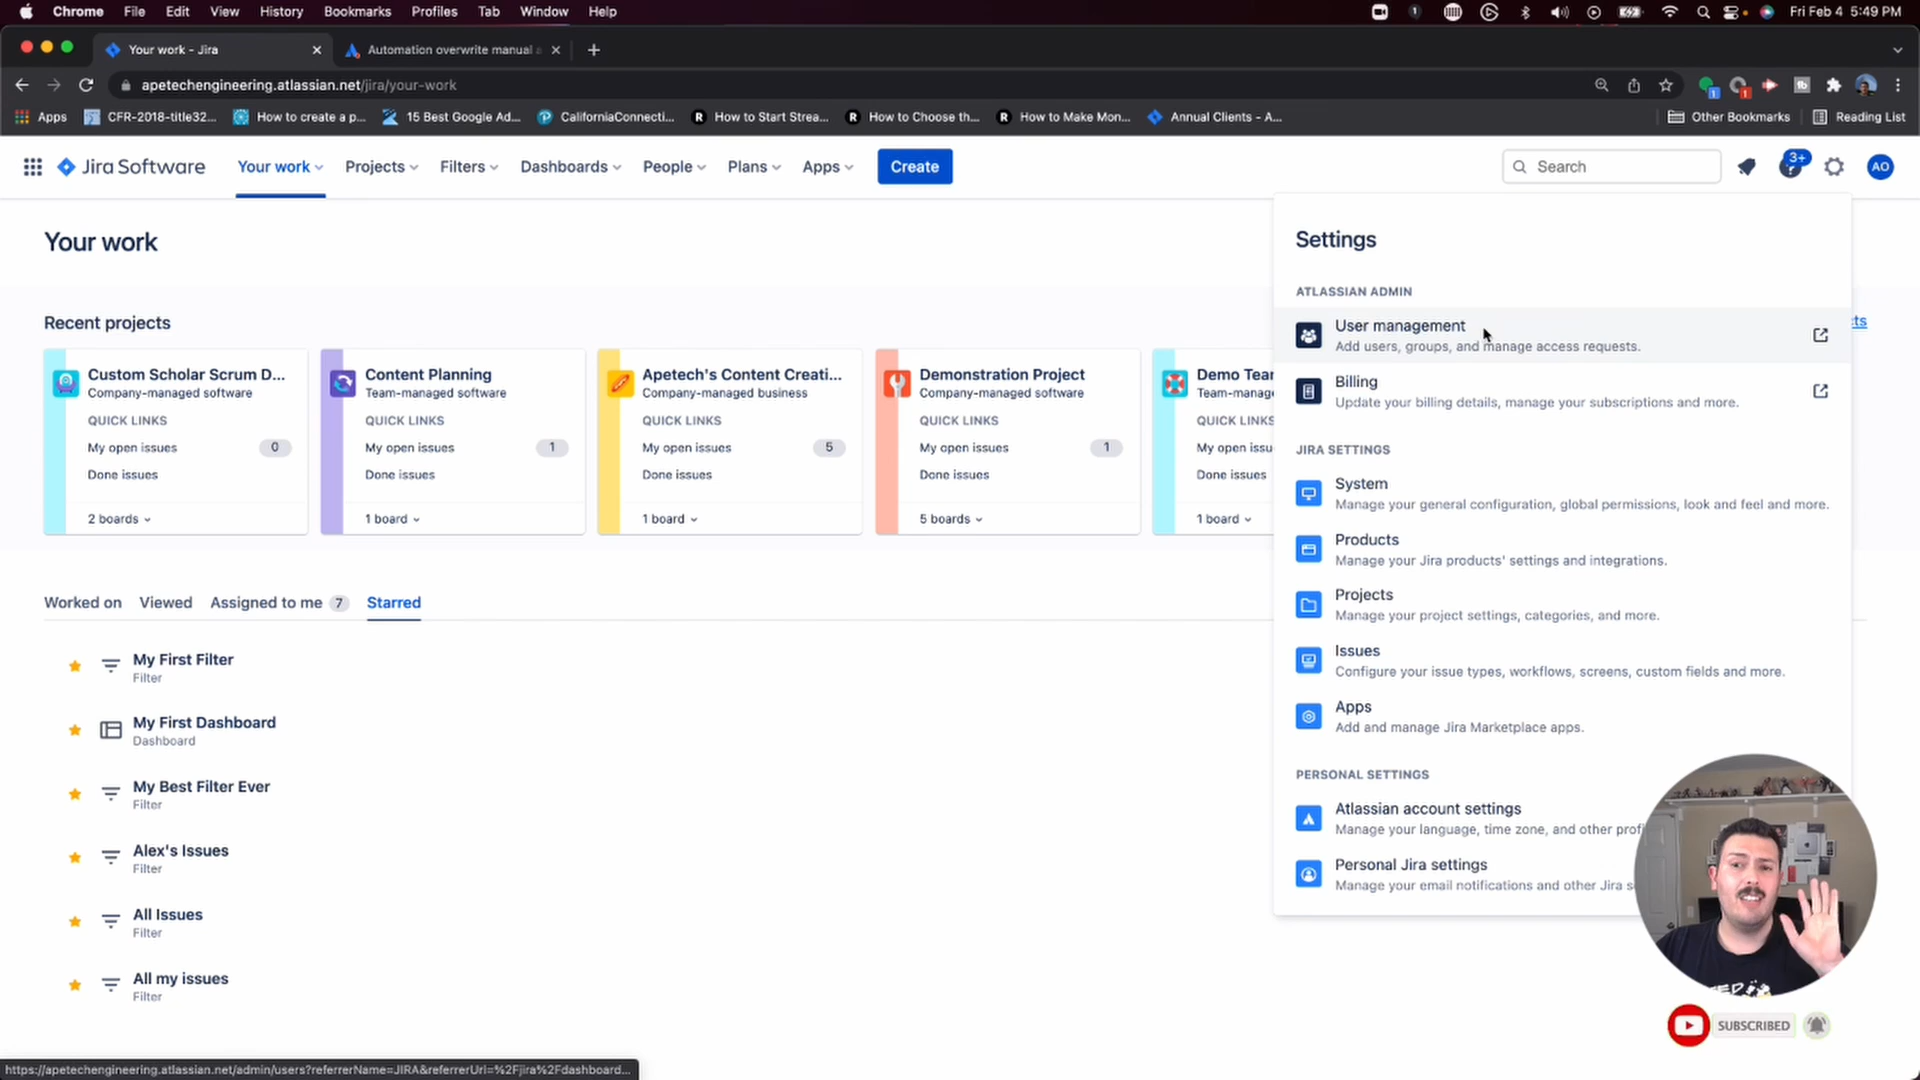 Chrome File Edit View History Bookmarks Profiles Tab Window Help
Fri Feb 4 5:49 PM
Your work - Jira
Automation overwrite manual
apetechengineering.atlassian.net/jira/your-work
Apps CFR-2018-title32... How to create a p... 15 Best Google Ad... CaliforniaConnecti... How to Start Strea... How to Choose th... How to Make Mon... Annual Clients - A... Other Bookmarks Reading List
Jira Software Your work Projects Filters Dashboards People Plans Apps Create Search 3+ AO
Your work
Recent projects
Custom Scholar Scrum D...
Company-managed software
QUICK LINKS
My open issues 0
Done issues
2 boards
Content Planning
Team-managed software
QUICK LINKS
My open issues 1
Done issues
1 board
Apetech's Content Creati...
Company-managed business
QUICK LINKS
My open issues 5
Done issues
1 board
Demonstration Project
Company-managed software
QUICK LINKS
My open issues 1
Done issues
5 boards
Demo Tea
Team-manage
QUICK LINKS
My open issu
Done issues
1 board
Worked on Viewed Assigned to me 7 Starred
My First Filter
Filter
My First Dashboard
Dashboard
My Best Filter Ever
Filter
Alex's Issues
Filter
All Issues
Filter
All my issues
Filter
Settings
ATLASSIAN ADMIN
User management
Add users, groups, and manage access requests.
Billing
Update your billing details, manage your subscriptions and more.
JIRA SETTINGS
System
Manage your general configuration, global permissions, look and feel and more.
Products
Manage your Jira products' settings and integrations.
Projects
Manage your project settings, categories, and more.
Issues
Configure your issue types, workflows, screens, custom fields and more.
Apps
Add and manage Jira Marketplace apps.
PERSONAL SETTINGS
Atlassian account settings
Manage your language, time zone, and other prof
Personal Jira settings
Manage your email notifications and other Jira s
SUBSCRIBED
https://apetechengineering.atlassian.net/admin/users?referrerName=JIRA&referrerUrl=%2Fjira%2Fdashboard...